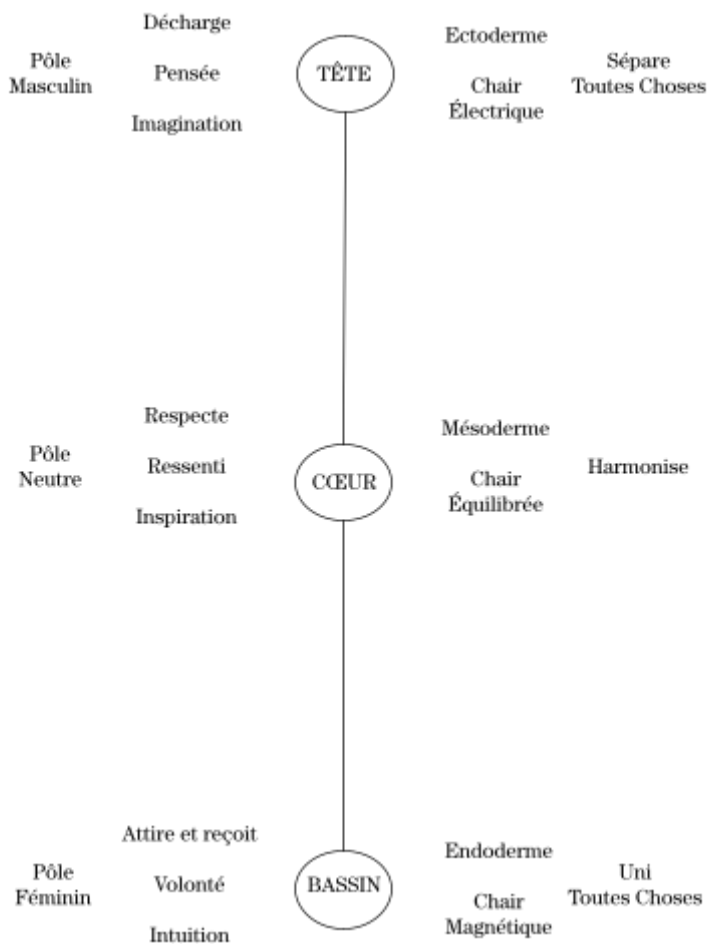 Décharge
Pôle
Masculin
Pensée
Imagination
TÊTE
Ectoderme
Chair
Électrique
Sépare
Toutes Choses
Pôle
Neutre
Respecte
Ressenti
Inspiration
CŒUR
Mésoderme
Chair
Équilibrée
Harmonise
Pôle
Féminin
Attire et reçoit
Volonté
Intuition
BASSIN
Endoderme
Chair
Magnétique
Uni
Toutes Choses